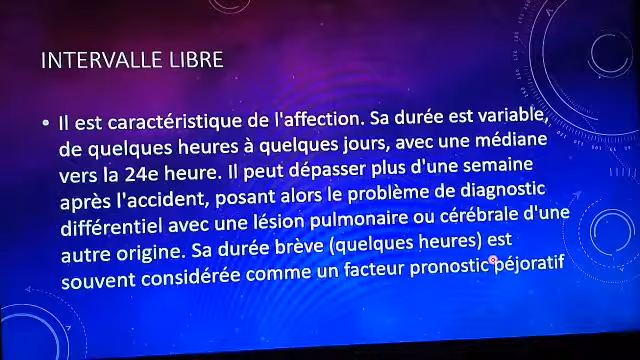 INTERVALLE LIBRE
• Il est caractéristique de l'affection. Sa durée est variable,
de quelques heures à quelques jours, avec une médiane
vers la 24e heure. Il peut dépasser plus d'une semaine
après l'accident, posant alors le problème de diagnostic
différentiel avec une lésion pulmonaire ou cérébrale d'une
autre origine. Sa durée brève (quelques heures) est
souvent considérée comme un facteur pronostic péjoratif